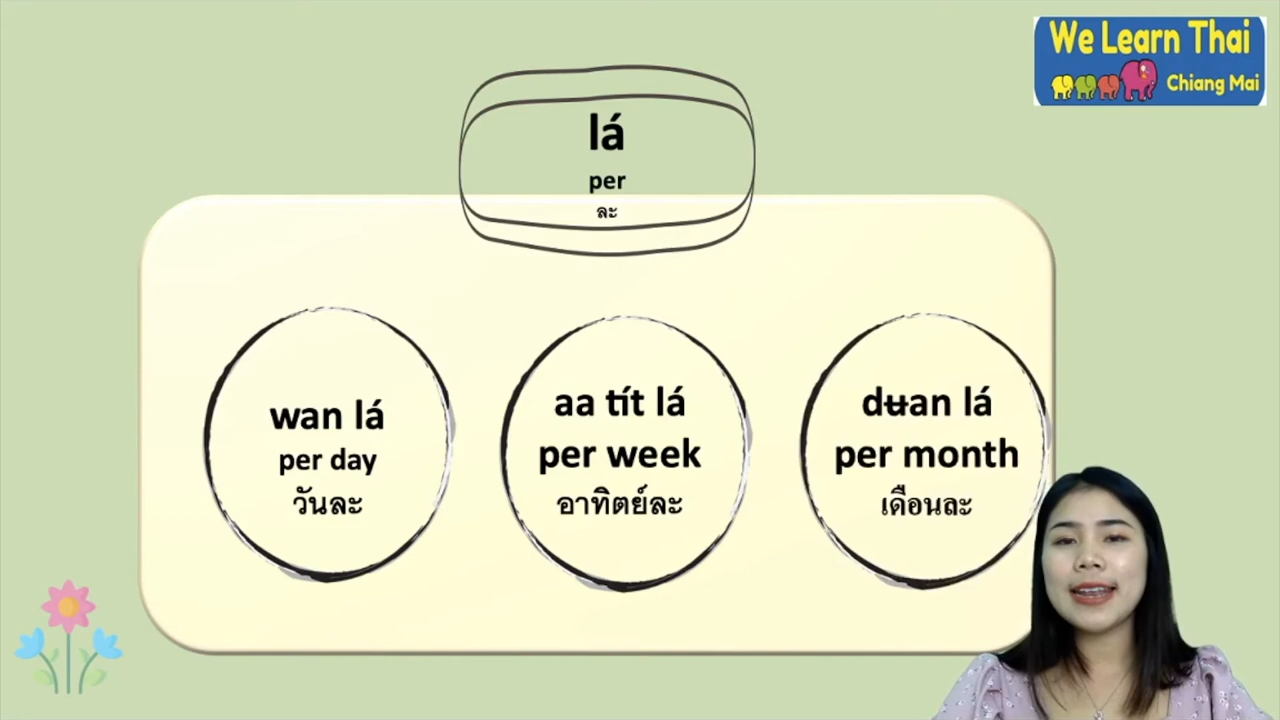 We Learn Thai
Chiang Mai
lá
per
ละ
wan lá
per day
วันละ
aa tít lá
per week
อาทิตย์ละ
dʉan lá
per month
เดือนละ